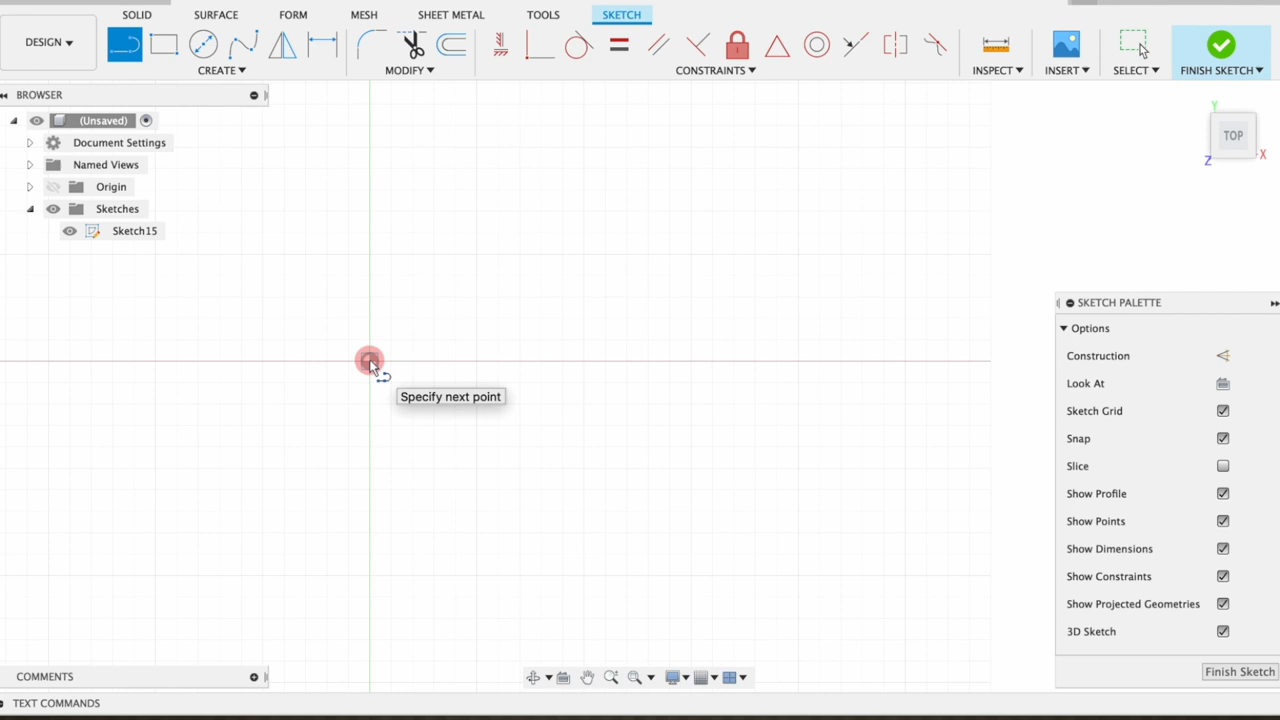 SOLID SURFACE FORM MESH SHEET METAL TOOLS SKETCH
DESIGN
CREATE MODIFY CONSTRAINTS INSPECT INSERT SELECT FINISH SKETCH
BROWSER
(Unsaved)
Document Settings
Named Views
Origin
Sketches
Sketch15
Y
TOP
Z X
Specify next point
SKETCH PALETTE
Options
Construction
Look At
Sketch Grid
Snap
Slice
Show Profile
Show Points
Show Dimensions
Show Constraints
Show Projected Geometries
3D Sketch
Finish Sketch
COMMENTS
TEXT COMMANDS